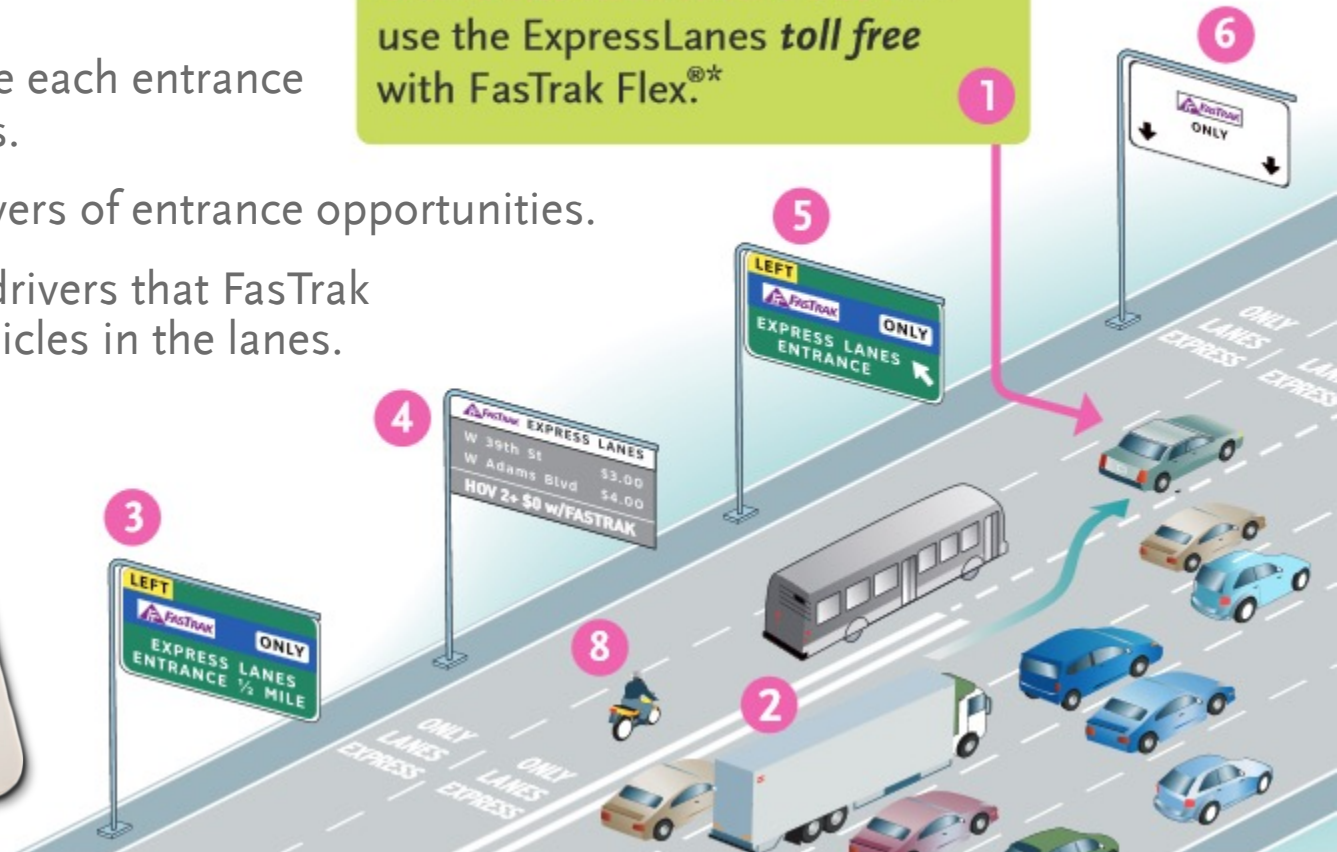 use the ExpressLanes toll free
with FasTrak Flex.®*
e each entrance
s.
vers of entrance opportunities.
drivers that FasTrak
icles in the lanes.
1
6
FASTRAK
ONLY
5
LEFT
FASTRAK
ONLY
EXPRESS LANES
ENTRANCE
4
FASTRAK EXPRESS LANES
W 39th St $3.00
W Adams Blvd $4.00
HOV 2+ $0 w/FASTRAK
3
LEFT
FASTRAK
ONLY
EXPRESS LANES
ENTRANCE ½ MILE
8
2
ONLY
LANES
EXPRESS
ONLY
LANES
EXPRESS
ONLY
LANES
EXPRESS
LAN
EXPRESS